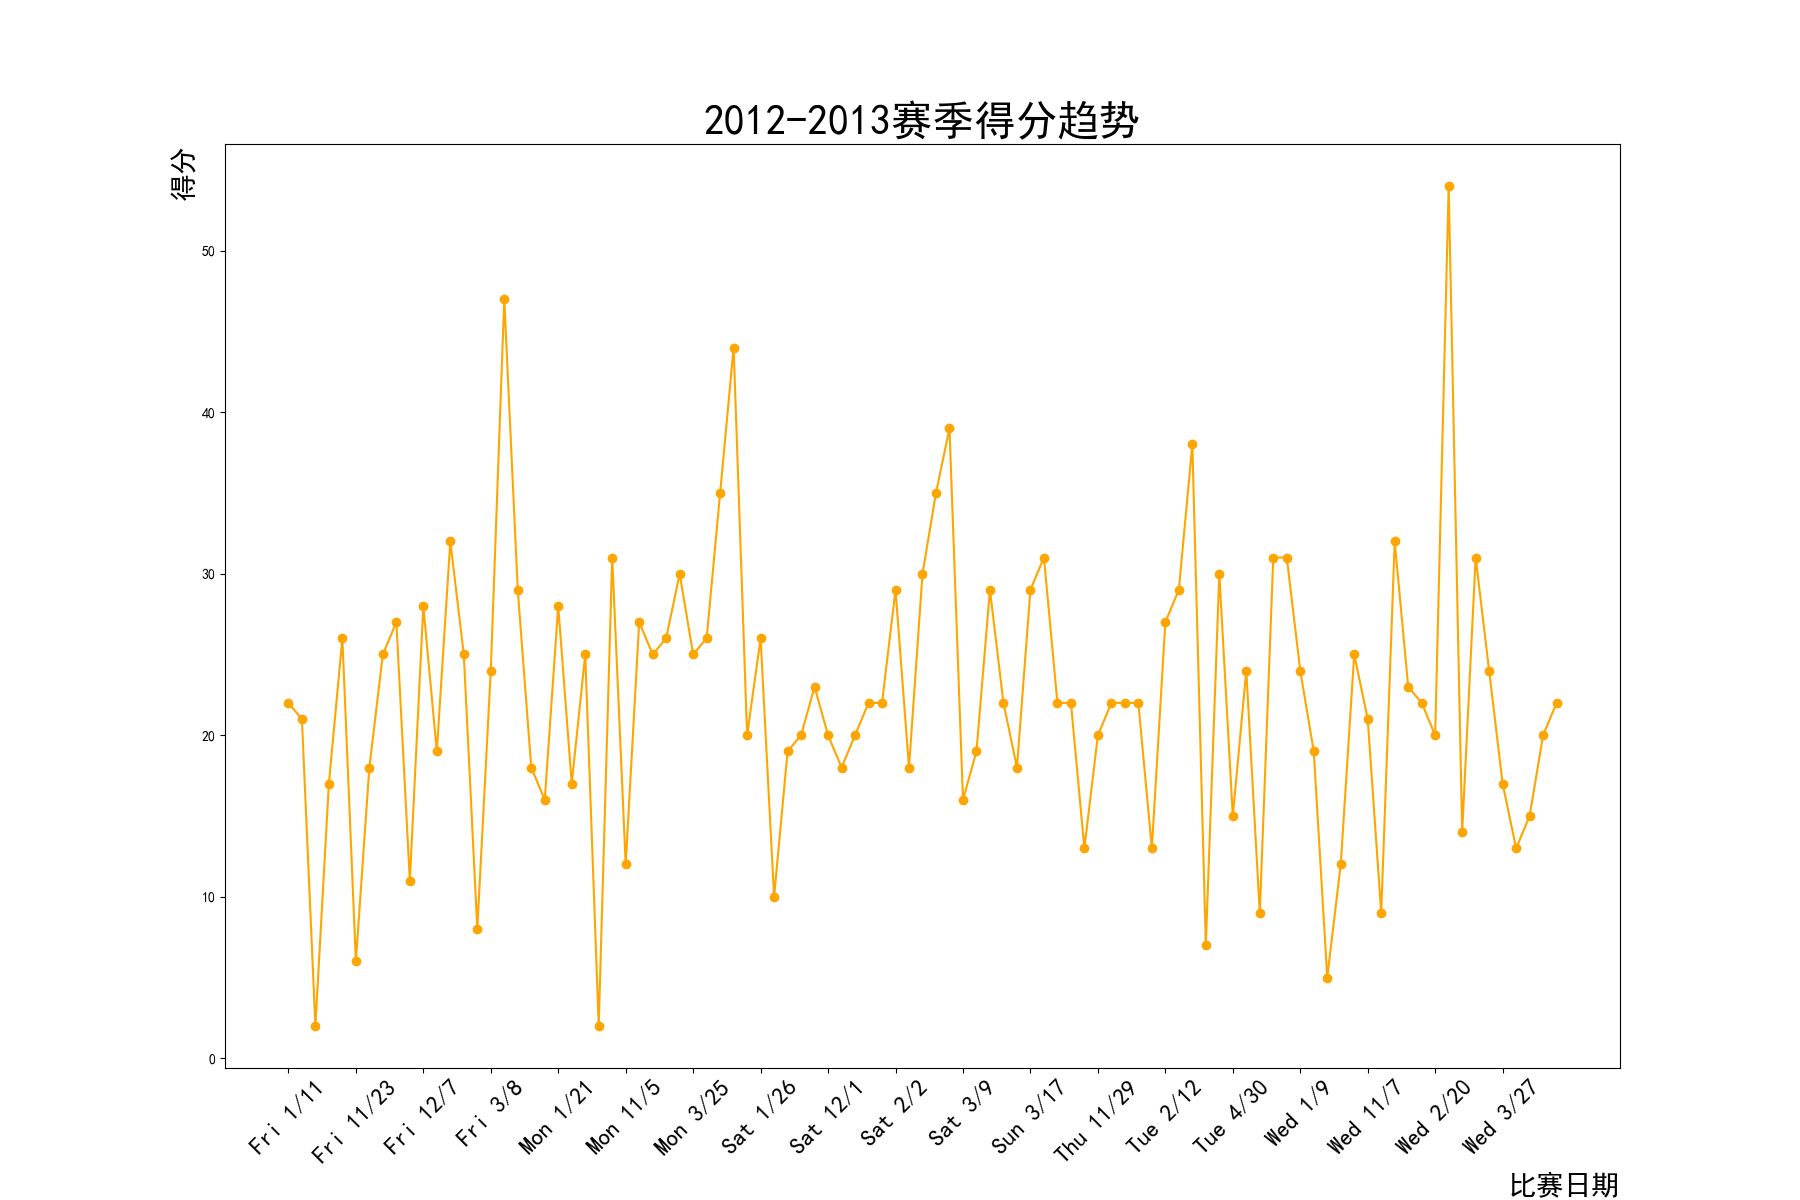 2012-2013赛季得分趋势
得分
50
40
30
20
10
0
Fri 1/11
Fri 11/23
Fri 12/7
Fri 3/8
Mon 1/21
Mon 11/5
Mon 3/25
Sat 1/26
Sat 12/1
Sat 2/2
Sat 3/9
Sun 3/17
Thu 11/29
Tue 2/12
Tue 4/30
Wed 1/9
Wed 11/7
Wed 2/20
Wed 3/27
比赛日期